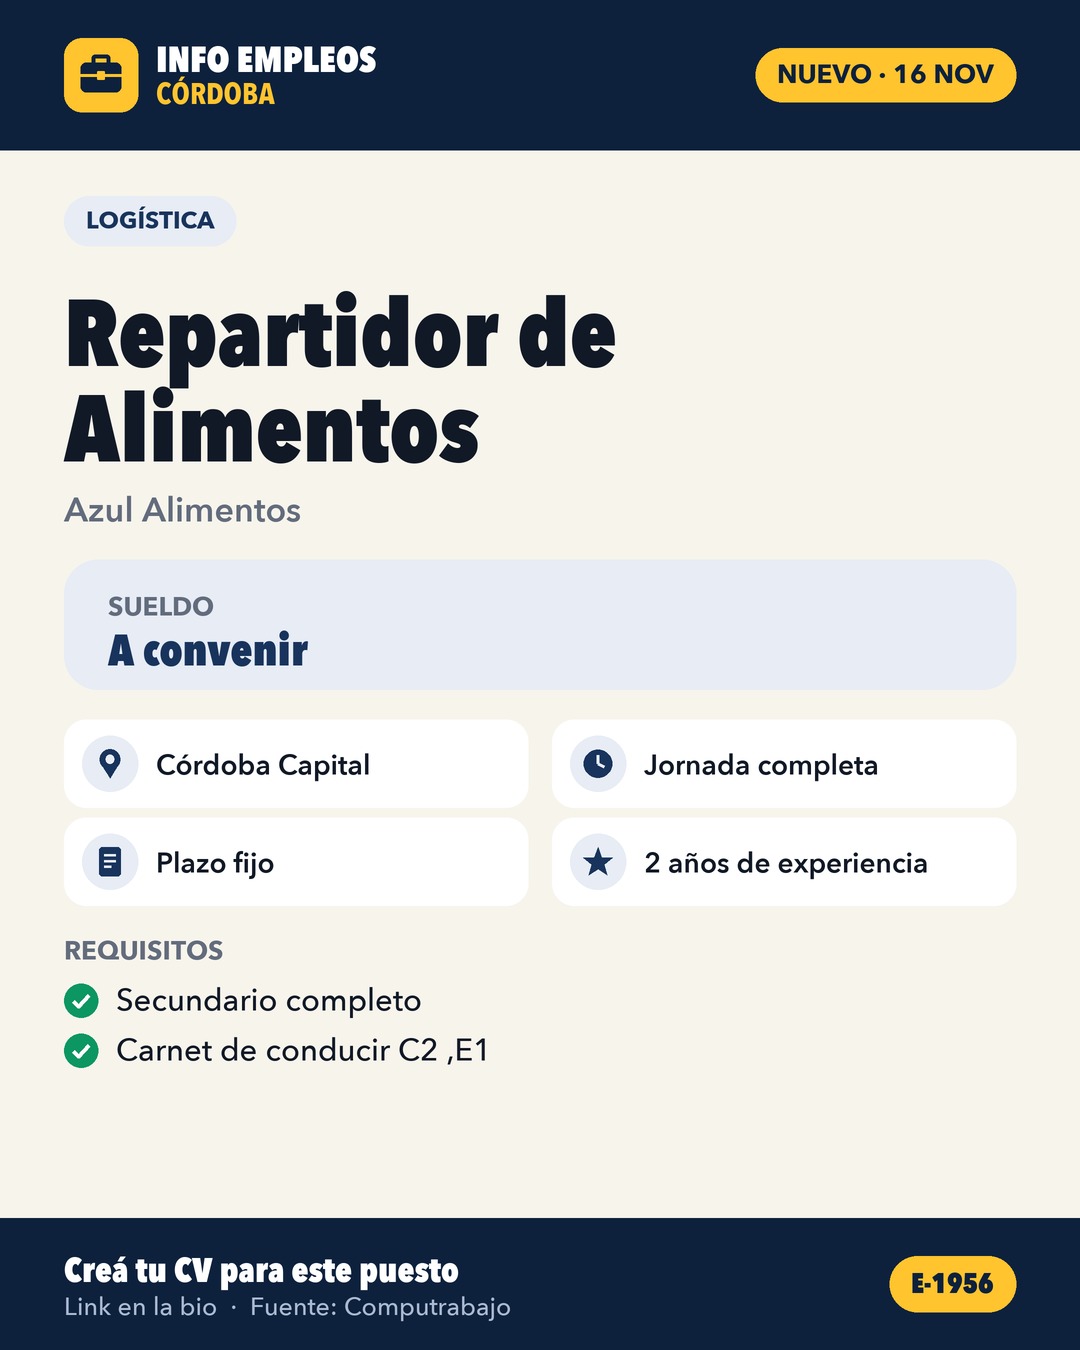 INFO EMPLEOS
CÓRDOBA
NUEVO · 16 NOV
LOGÍSTICA
Repartidor de
Alimentos
Azul Alimentos
SUELDO
A convenir
Córdoba Capital
Jornada completa
Plazo fijo
2 años de experiencia
REQUISITOS
Secundario completo
Carnet de conducir C2 ,E1
Creá tu CV para este puesto
Link en la bio · Fuente: Computrabajo
E-1956